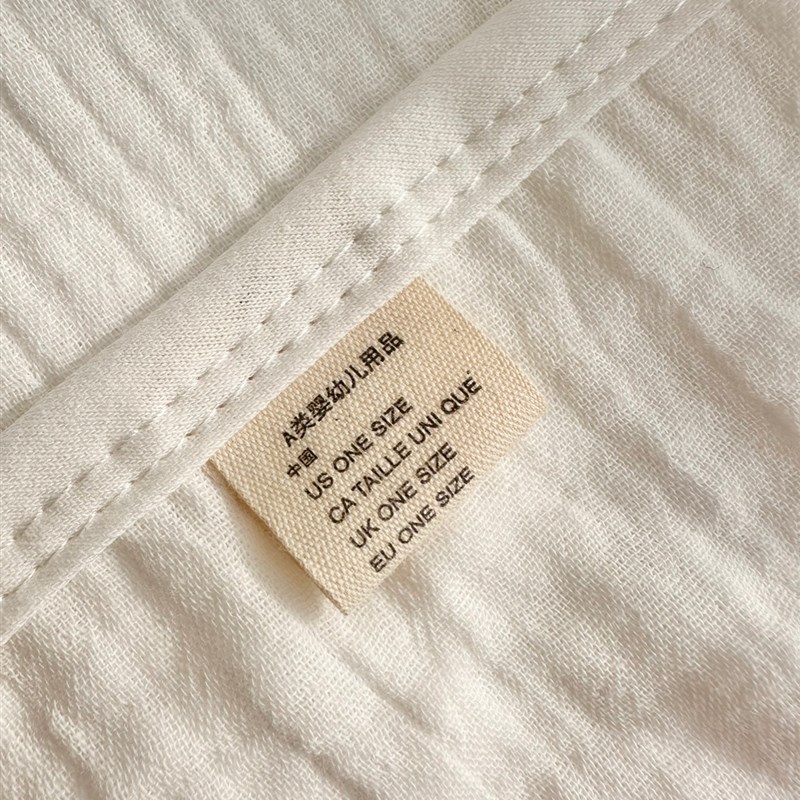 A类婴幼儿用品
中國
US ONE SIZE
CA TAILLE UNI QUE
UK ONE SIZE
EU ONE SIZE